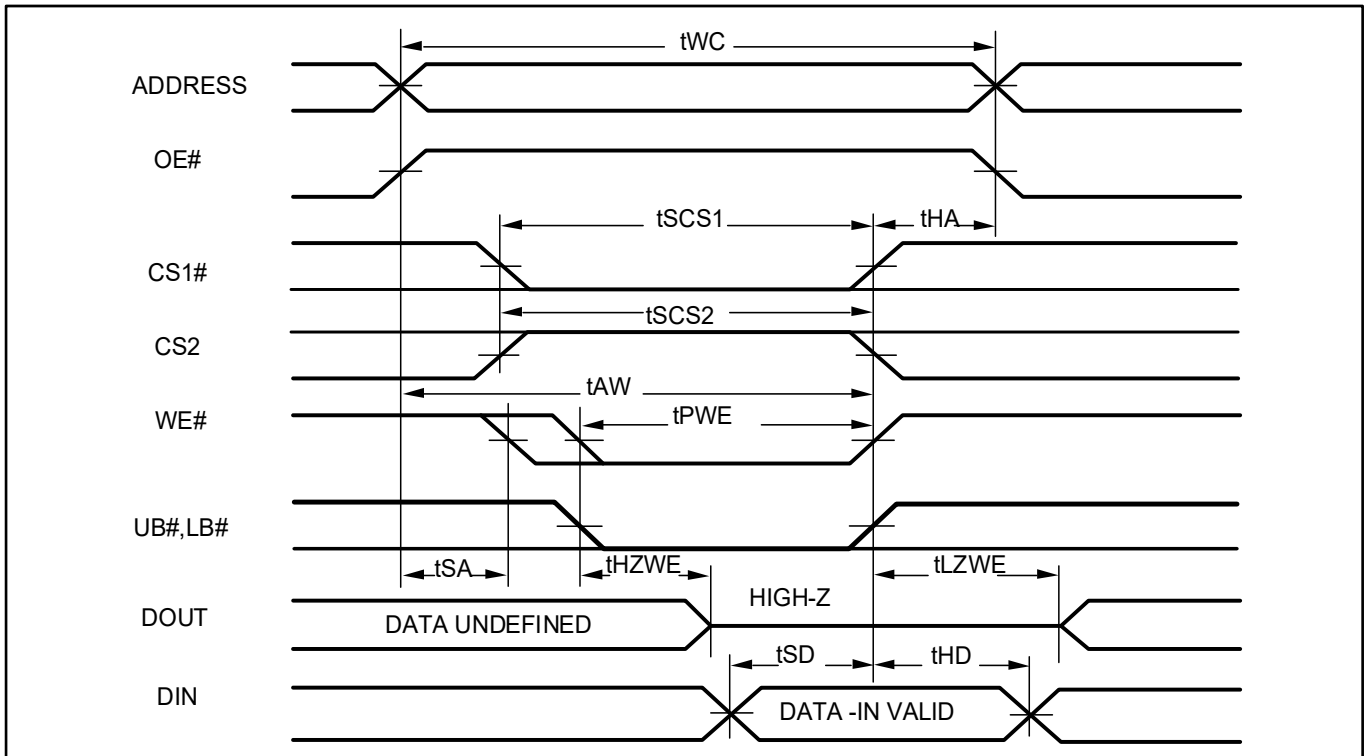 tWC
ADDRESS
OE#
tSCS1
tHA
CS1#
tSCS2
CS2
tAW
WE#
tPWE
UB#,LB#
tSA
tHZWE
tLZWE
HIGH-Z
DOUT
DATA UNDEFINED
tSD
tHD
DIN
DATA -IN VALID